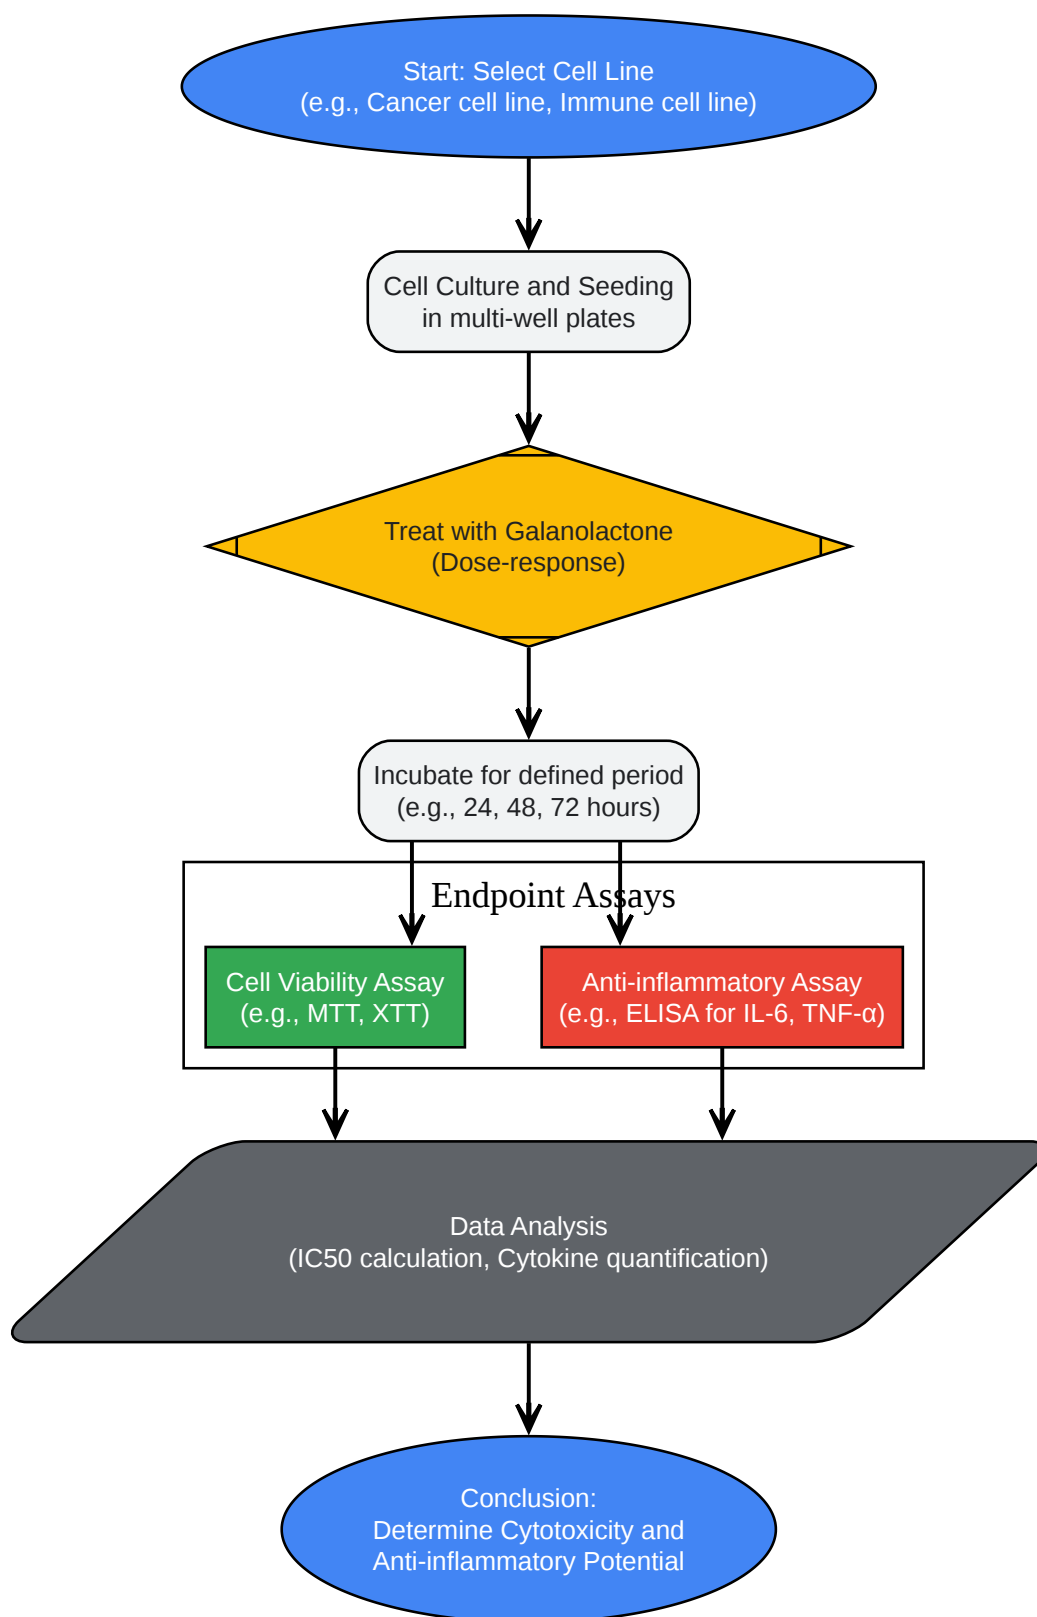 Start: Select Cell Line
(e.g., Cancer cell line, Immune cell line)
Cell Culture and Seeding
in multi-well plates
Treat with Galanolactone
(Dose-response)
Incubate for defined period
(e.g., 24, 48, 72 hours)
Endpoint Assays
Cell Viability Assay
(e.g., MTT, XTT)
Anti-inflammatory Assay
(e.g., ELISA for IL-6, TNF-α)
Data Analysis
(IC50 calculation, Cytokine quantification)
Conclusion:
Determine Cytotoxicity and
Anti-inflammatory Potential